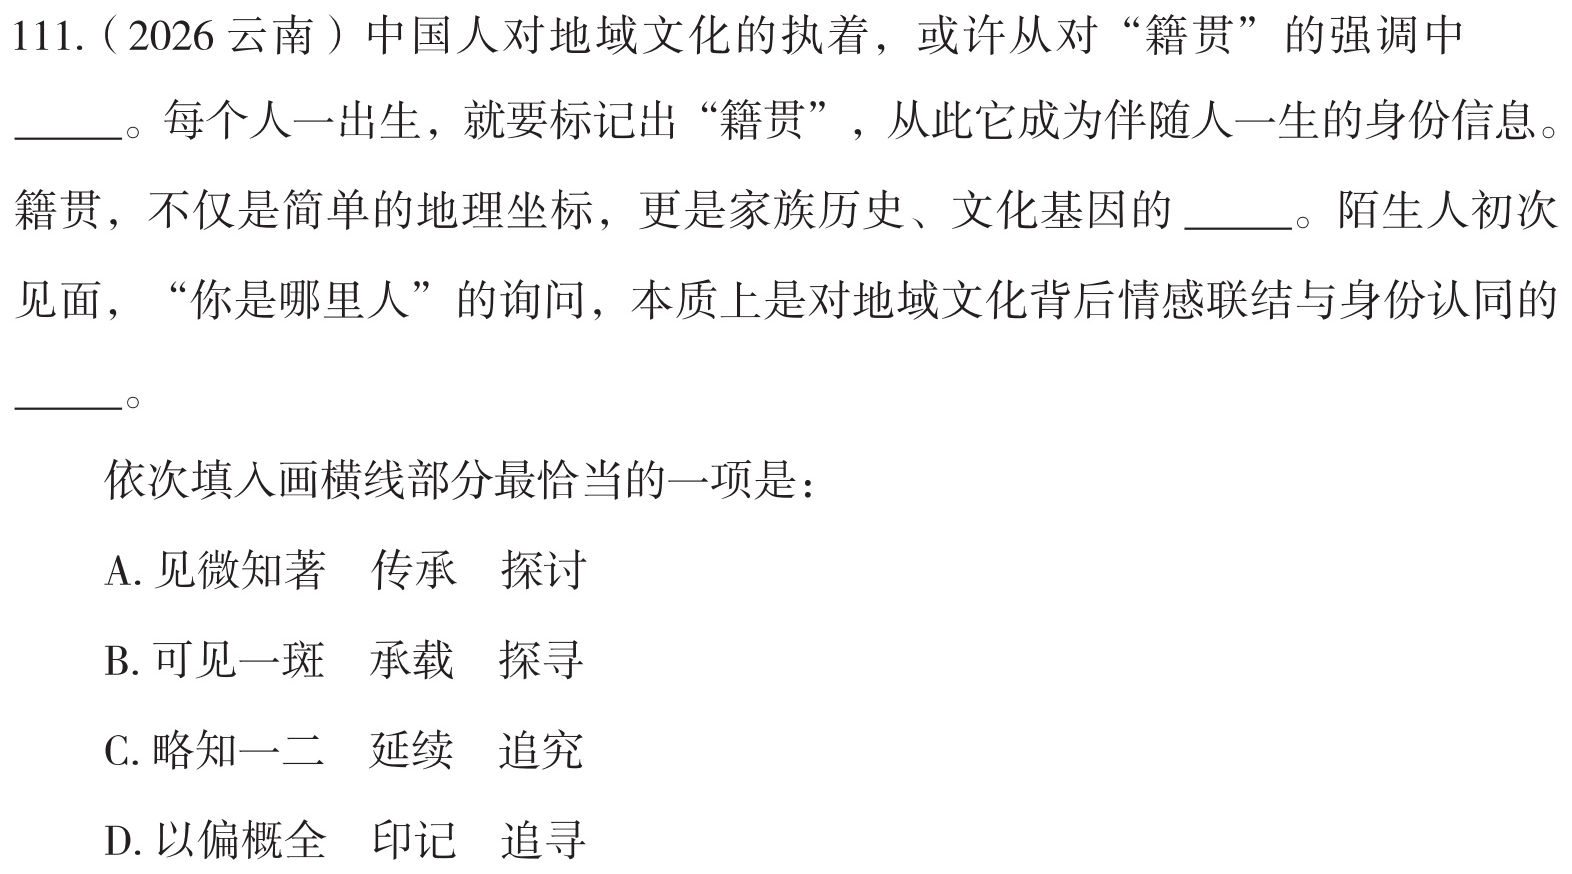 111.（2026 云南）中国人对地域文化的执着，或许从对“籍贯”的强调中
_____。每个人一出生，就要标记出“籍贯”，从此它成为伴随人一生的身份信息。
籍贯，不仅是简单的地理坐标，更是家族历史、文化基因的_____。陌生人初次
见面，“你是哪里人”的询问，本质上是对地域文化背后情感联结与身份认同的
_____。
依次填入画横线部分最恰当的一项是：
A. 见微知著 传承 探讨
B. 可见一斑 承载 探寻
C. 略知一二 延续 追究
D. 以偏概全 印记 追寻